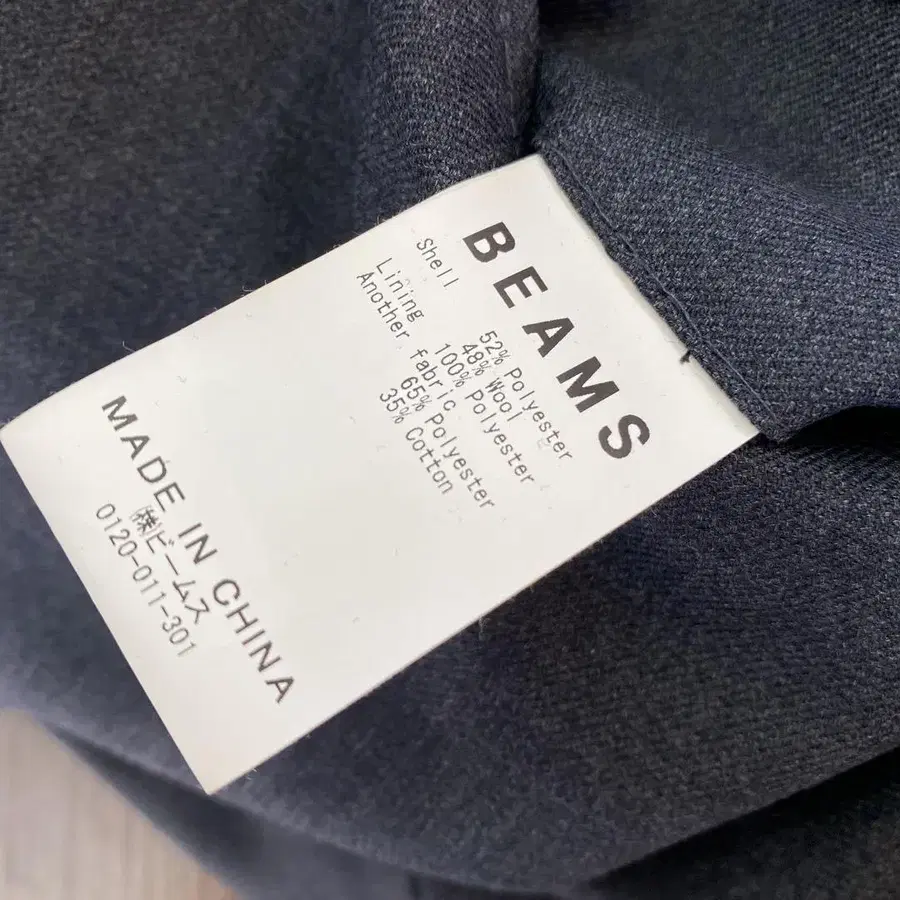 BEAMS
Shell
52% Polyester
48% Wool
Lining 100% Polyester
Another fabric
65% Polyester
35% Cotton
MADE IN CHINA
㈱ビームス
0120-011-301